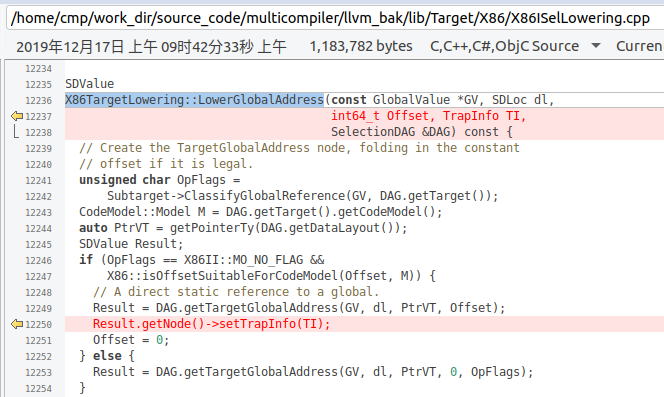 /home/cmp/work_dir/source_code/multicompiler/llvm_bak/lib/Target/X86/X86ISelLowering.cpp
2019年12月17日 上午 09时42分33秒 上午 1,183,782 bytes C,C++,C#,ObjC Source Curren
12234
12235 SDValue
12236 X86TargetLowering::LowerGlobalAddress(const GlobalValue *GV, SDLoc dl,
12237 int64_t Offset, TrapInfo TI,
12238 SelectionDAG &DAG) const {
12239 // Create the TargetGlobalAddress node, folding in the constant
12240 // offset if it is legal.
12241 unsigned char OpFlags =
12242 Subtarget->ClassifyGlobalReference(GV, DAG.getTarget());
12243 CodeModel::Model M = DAG.getTarget().getCodeModel();
12244 auto PtrVT = getPointerTy(DAG.getDataLayout());
12245 SDValue Result;
12246 if (OpFlags == X86II::MO_NO_FLAG &&
12247 X86::isOffsetSuitableForCodeModel(Offset, M)) {
12248 // A direct static reference to a global.
12249 Result = DAG.getTargetGlobalAddress(GV, dl, PtrVT, Offset);
12250 Result.getNode()->setTrapInfo(TI);
12251 Offset = 0;
12252 } else {
12253 Result = DAG.getTargetGlobalAddress(GV, dl, PtrVT, 0, OpFlags);
12254 }